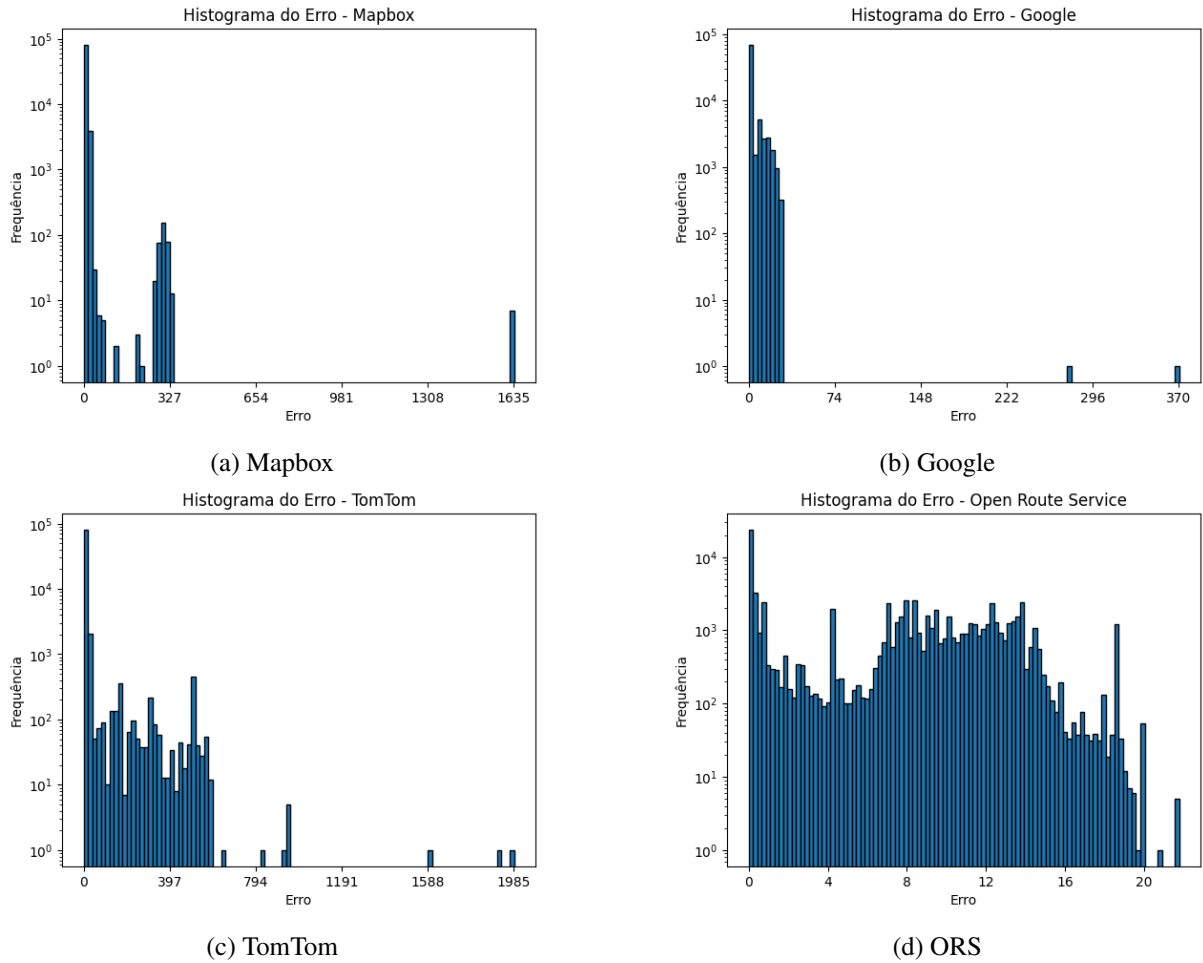 Histograma do Erro - Mapbox
10^5
10^4
10^3
10^2
10^1
10^0
Frequência
0 327 654 981 1308 1635
Erro
(a) Mapbox
Histograma do Erro - Google
10^5
10^4
10^3
10^2
10^1
10^0
Frequência
0 74 148 222 296 370
Erro
(b) Google
Histograma do Erro - TomTom
10^5
10^4
10^3
10^2
10^1
10^0
Frequência
0 397 794 1191 1588 1985
Erro
(c) TomTom
Histograma do Erro - Open Route Service
10^4
10^3
10^2
10^1
10^0
Frequência
0 4 8 12 16 20
Erro
(d) ORS